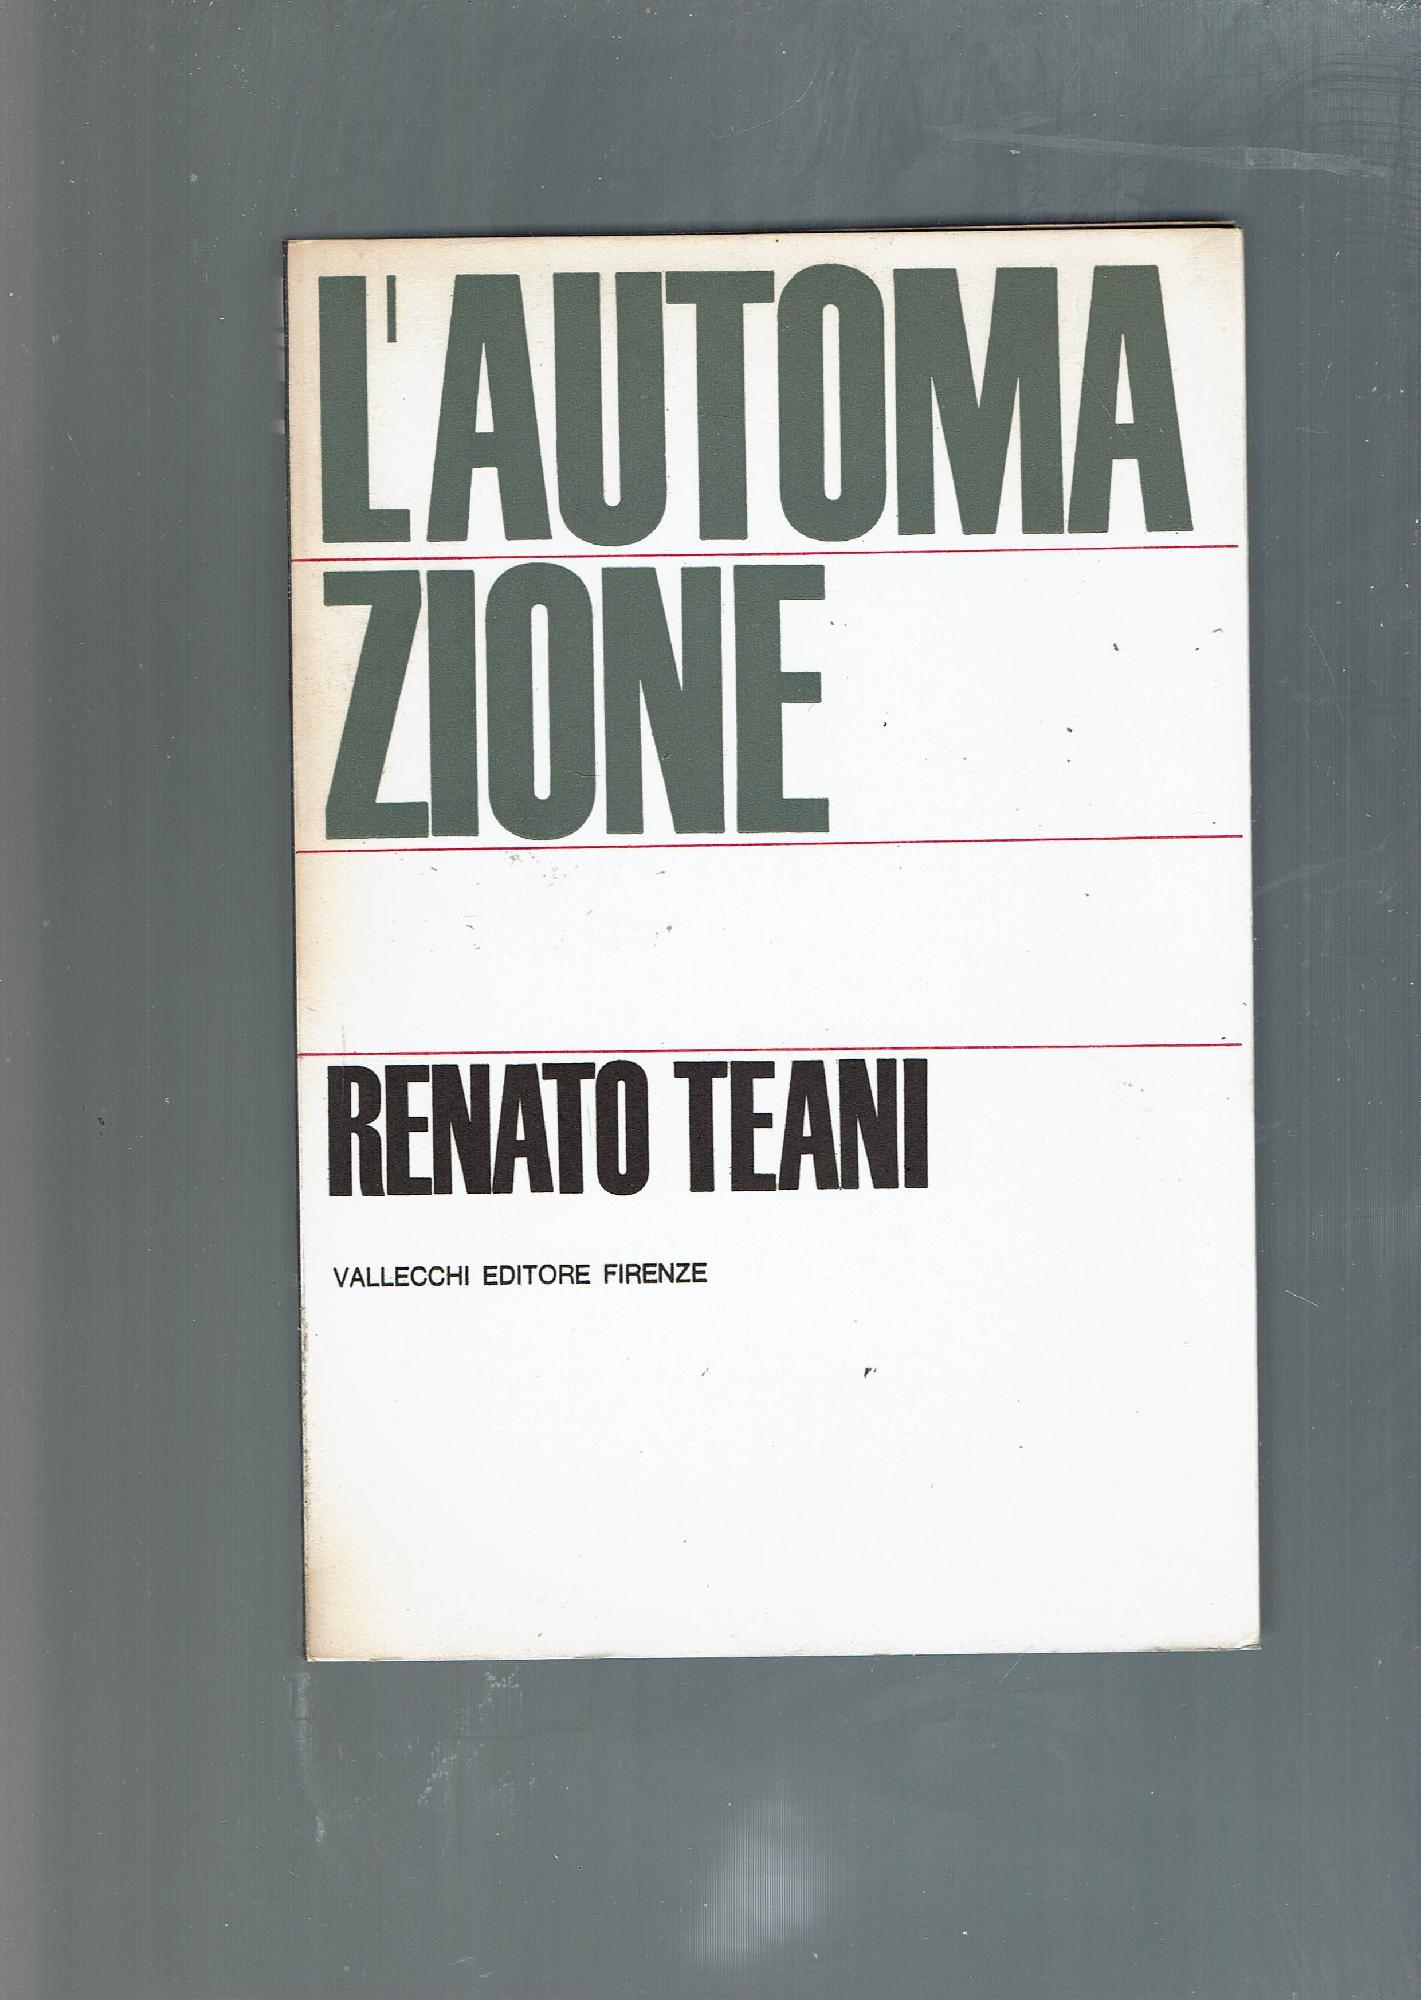 L'AUTOMA
ZIONE
RENATO TEANI
VALLECCHI EDITORE FIRENZE